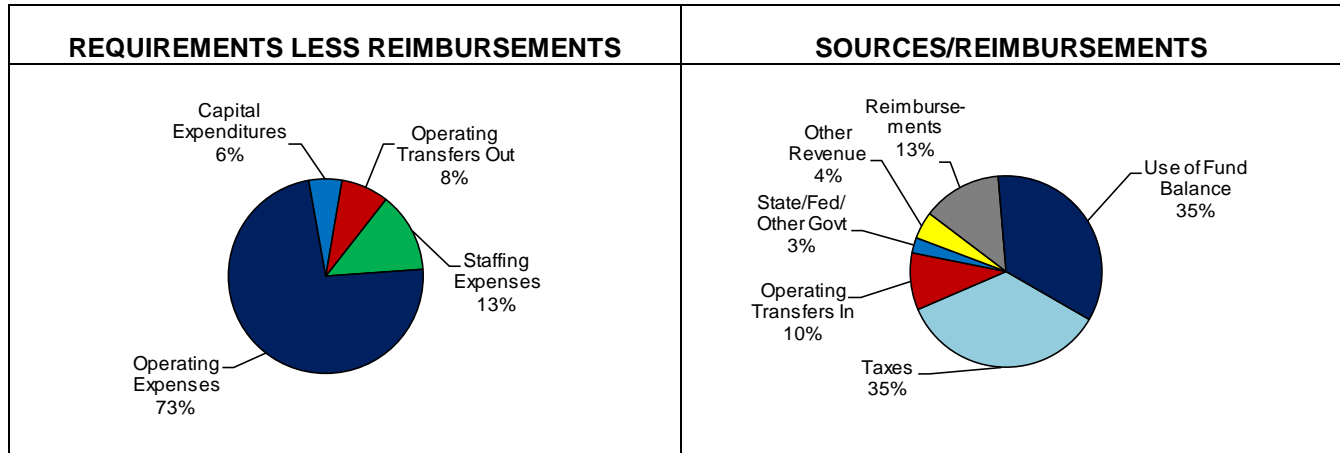 REQUIREMENTS LESS REIMBURSEMENTS
Capital
Expenditures
6%
Operating
Transfers Out
8%
Staffing
Expenses
13%
Operating
Expenses
73%
SOURCES/REIMBURSEMENTS
Reimburse-
ments
13%
Other
Revenue
4%
State/Fed/
Other Govt
3%
Operating
Transfers In
10%
Taxes
35%
Use of Fund
Balance
35%